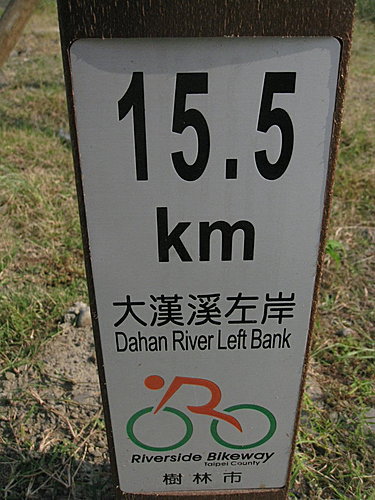 15.5
km
大漢溪左岸
Dahan River Left Bank
Riverside Bikeway
Taipei County
樹林市